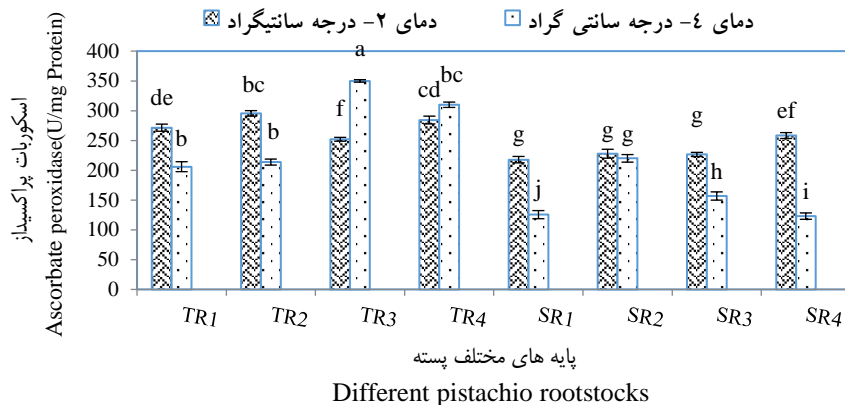 دمای ۲- درجه سانتیگراد دمای ٤- درجه سانتی گراد
اسکوربات پراکسیداز
Ascorbate peroxidase(U/mg Protein)
400
350
300
250
200
150
100
50
0
de b bc b f a cd bc g j g g g h ef i
TR1 TR2 TR3 TR4 SR1 SR2 SR3 SR4
پایه های مختلف پسته
Different pistachio rootstocks